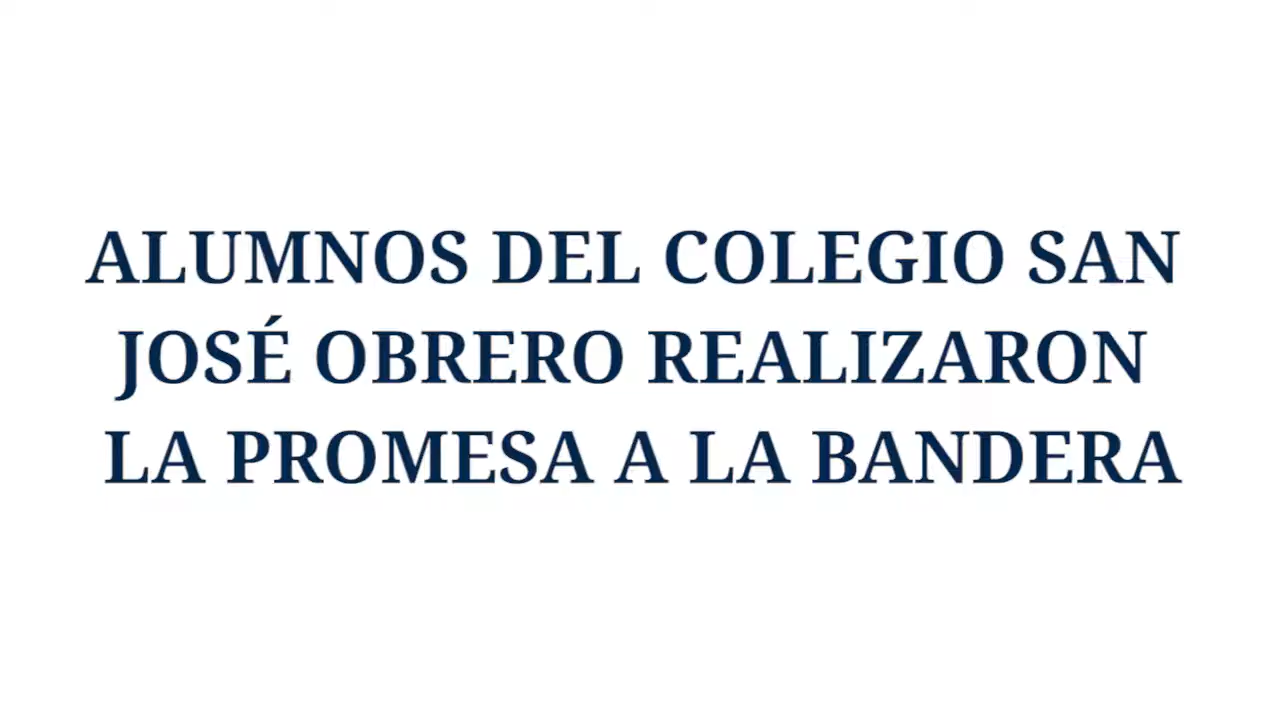 ALUMNOS DEL COLEGIO SAN
JOSÉ OBRERO REALIZARON
LA PROMESA A LA BANDERA